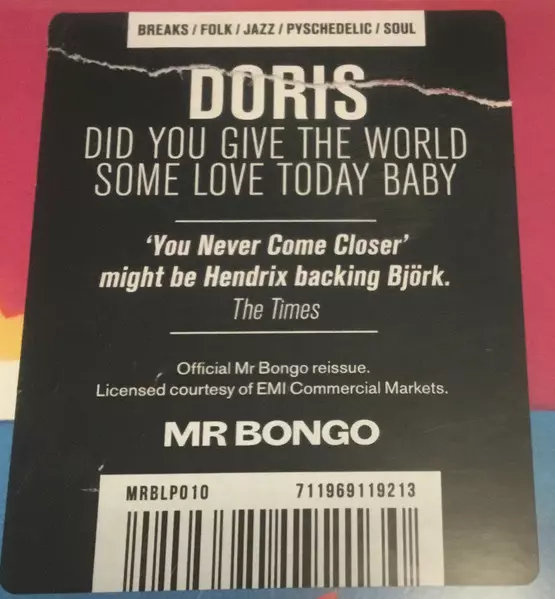 BREAKS / FOLK / JAZZ / PYSCHEDELIC / SOUL
DORIS
DID YOU GIVE THE WORLD
SOME LOVE TODAY BABY
‘You Never Come Closer’
might be Hendrix backing Björk.
The Times
Official Mr Bongo reissue.
Licensed courtesy of EMI Commercial Markets.
MR BONGO
MRBLP010 711969119213